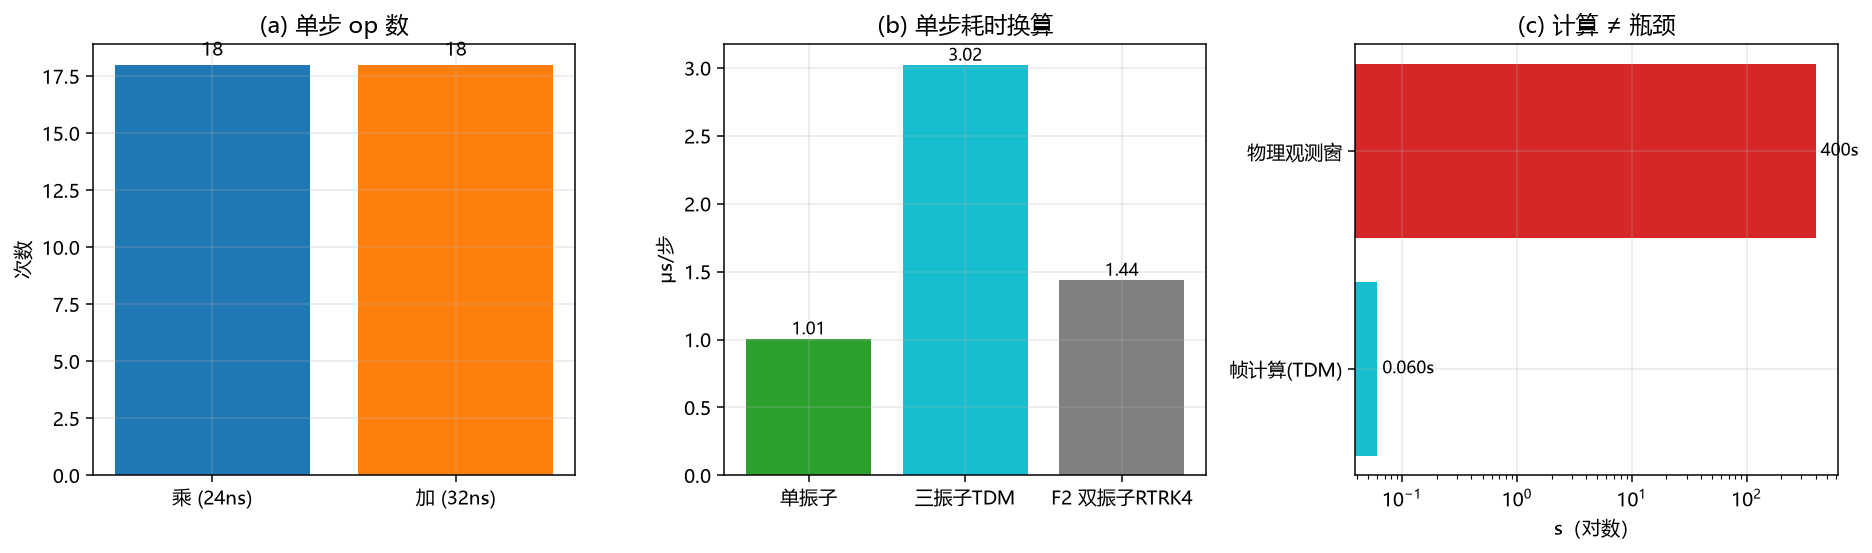 (a) 单步 op 数
18
18
17.5
15.0
12.5
10.0
7.5
5.0
2.5
0.0
次数
乘 (24ns)
加 (32ns)
(b) 单步耗时换算
3.02
1.44
1.01
3.0
2.5
2.0
1.5
1.0
0.5
0.0
μs/步
单振子
三振子TDM
F2 双振子RTRK4
(c) 计算 ≠ 瓶颈
物理观测窗
400s
帧计算(TDM)
0.060s
10⁻¹
10⁰
10¹
10²
s（对数）